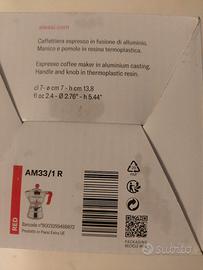 alessi.com
Caffettiera espresso in fusione di alluminio.
Manico e pomolo in resina termoplastica.
Espresso coffee maker in aluminium casting.
Handle and knob in thermoplastic resin.
cl 7- ø cm 7 - h cm 13,8
fl oz 2.4 - Ø 2.76" - h 5.44"
AM33/1 R
RED
Prodotto in Paesi Extra UE
PACKAGING
RECYCLE
Subito